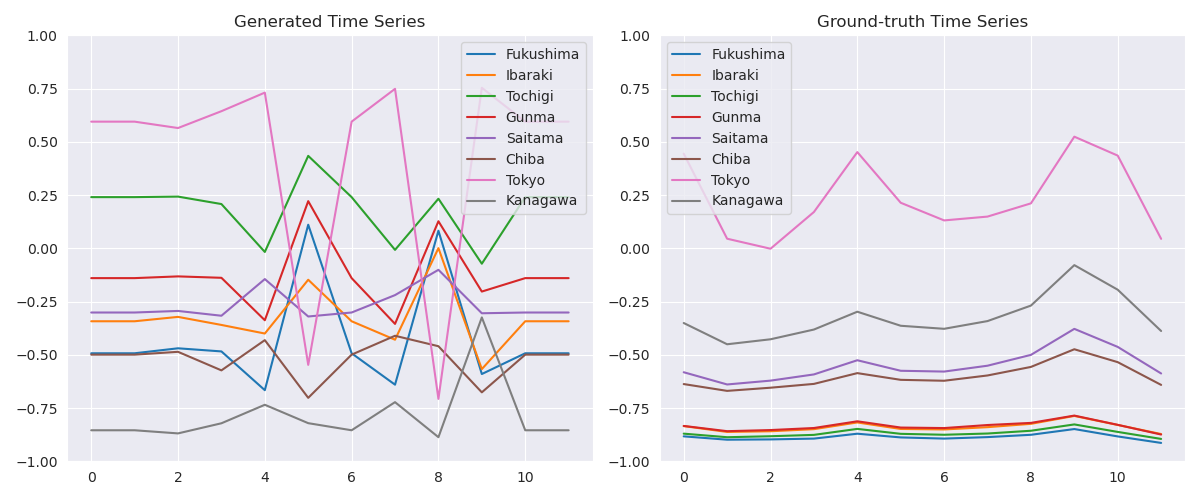 Generated Time Series
1.00
0.75
0.50
0.25
0.00
−0.25
−0.50
−0.75
−1.00
0 2 4 6 8 10
Fukushima
Ibaraki
Tochigi
Gunma
Saitama
Chiba
Tokyo
Kanagawa
Ground-truth Time Series
1.00
0.75
0.50
0.25
0.00
−0.25
−0.50
−0.75
−1.00
0 2 4 6 8 10
Fukushima
Ibaraki
Tochigi
Gunma
Saitama
Chiba
Tokyo
Kanagawa